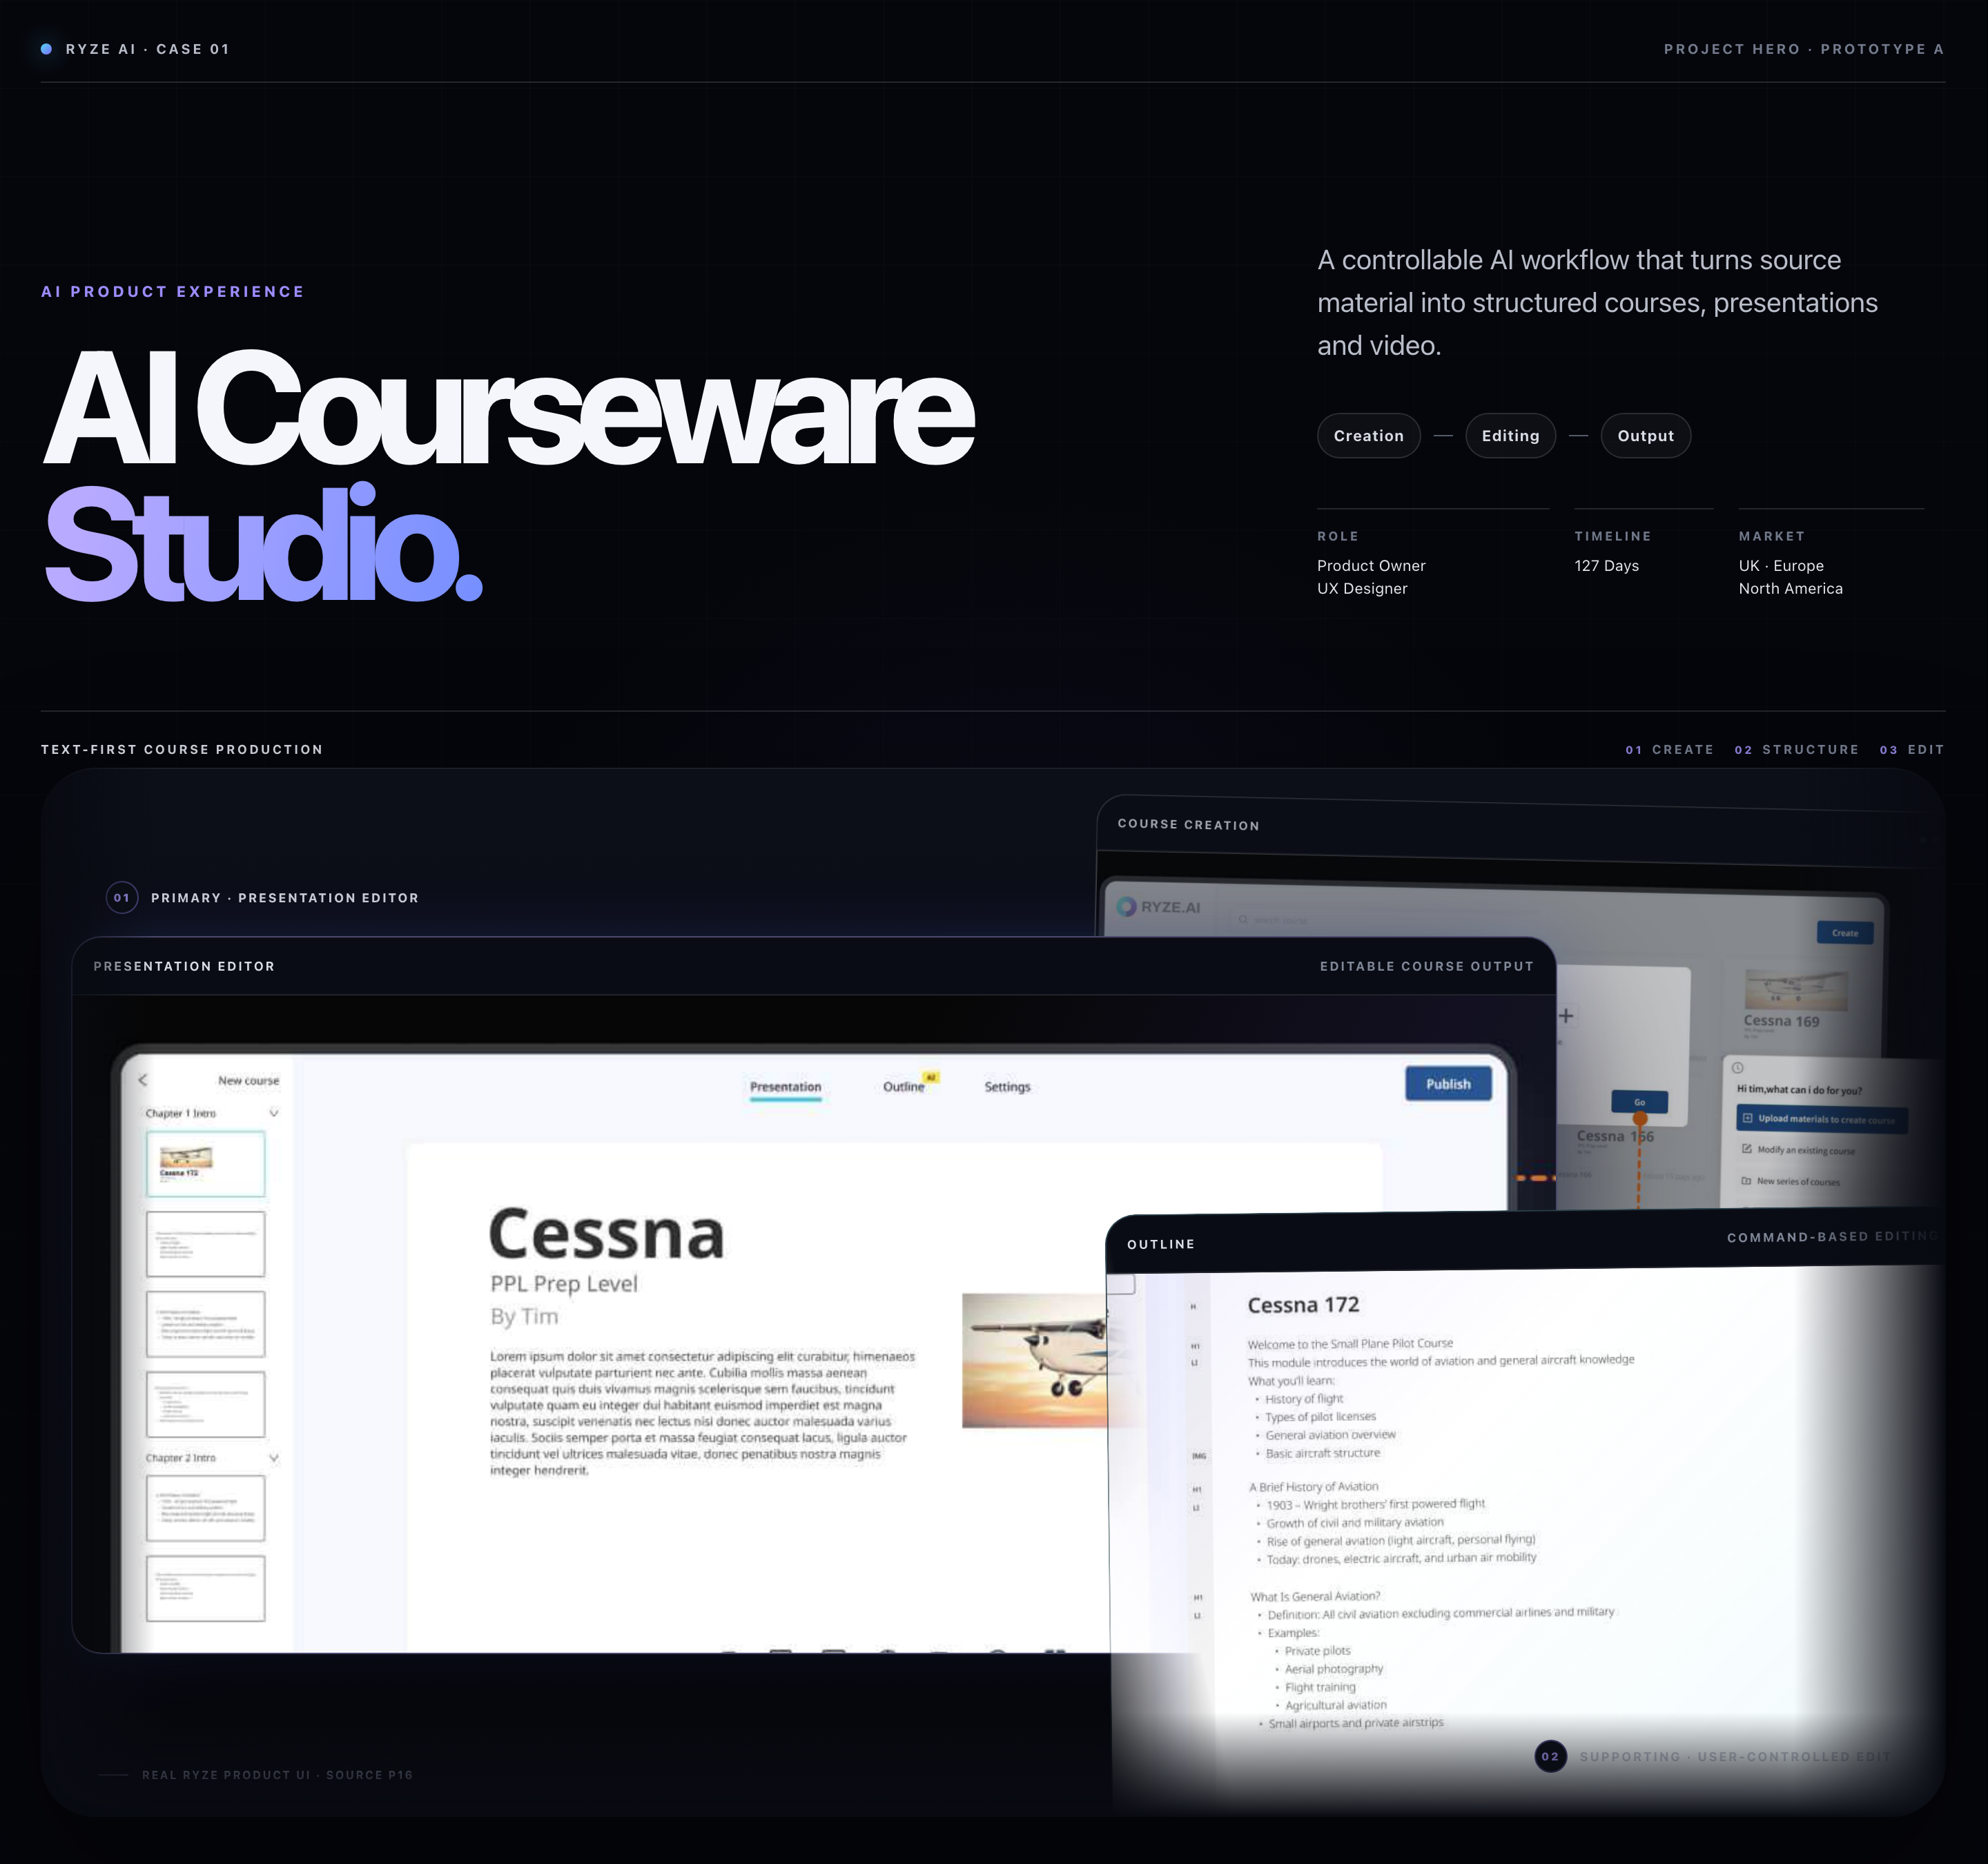 RYZE AI · CASE 01
PROJECT HERO · PROTOTYPE A
AI PRODUCT EXPERIENCE
AI Courseware
Studio.
A controllable AI workflow that turns source
material into structured courses, presentations
and video.
Creation — Editing — Output
ROLE
Product Owner
UX Designer
TIMELINE
127 Days
MARKET
UK · Europe
North America
TEXT-FIRST COURSE PRODUCTION
01 CREATE 02 STRUCTURE 03 EDIT
COURSE CREATION
RYZE.AI
search course
Create
Cessna 169
Go
Cessna 166
Hi tim,what can i do for you?
Upload materials to create course
Modify an existing course
New series of courses
01 PRIMARY · PRESENTATION EDITOR
PRESENTATION EDITOR
EDITABLE COURSE OUTPUT
New course
Chapter 1 Intro
Cessna 172
Chapter 2 Intro
Presentation
Outline
Settings
Publish
Cessna
PPL Prep Level
By Tim
Lorem ipsum dolor sit amet consectetur adipiscing elit curabitur, himenaeos
placerat vulputate parturient nec ante. Cubilia mollis massa aenean
consequat quis duis vivamus magnis scelerisque sem faucibus, tincidunt
vulputate quam eu integer dui habitant euismod imperdiet est magna
nostra, suscipit venenatis nec lectus nisi donec auctor malesuada varius
iaculis. Sociis semper porta et massa feugiat consequat lacus, ligula auctor
tincidunt vel ultrices malesuada vitae, donec penatibus nostra magnis
integer hendrerit.
OUTLINE
COMMAND-BASED EDITING
H
Cessna 172
H1
Welcome to the Small Plane Pilot Course
LI
This module introduces the world of aviation and general aircraft knowledge
What you'll learn:
• History of flight
• Types of pilot licenses
• General aviation overview
IMG
• Basic aircraft structure
H1
A Brief History of Aviation
LI
• 1903 – Wright brothers' first powered flight
• Growth of civil and military aviation
• Rise of general aviation (light aircraft, personal flying)
• Today: drones, electric aircraft, and urban air mobility
H1
What Is General Aviation?
LI
• Definition: All civil aviation excluding commercial airlines and military
• Examples:
• Private pilots
• Aerial photography
• Flight training
• Agricultural aviation
• Small airports and private airstrips
02 SUPPORTING · USER-CONTROLLED EDIT
REAL RYZE PRODUCT UI · SOURCE P16